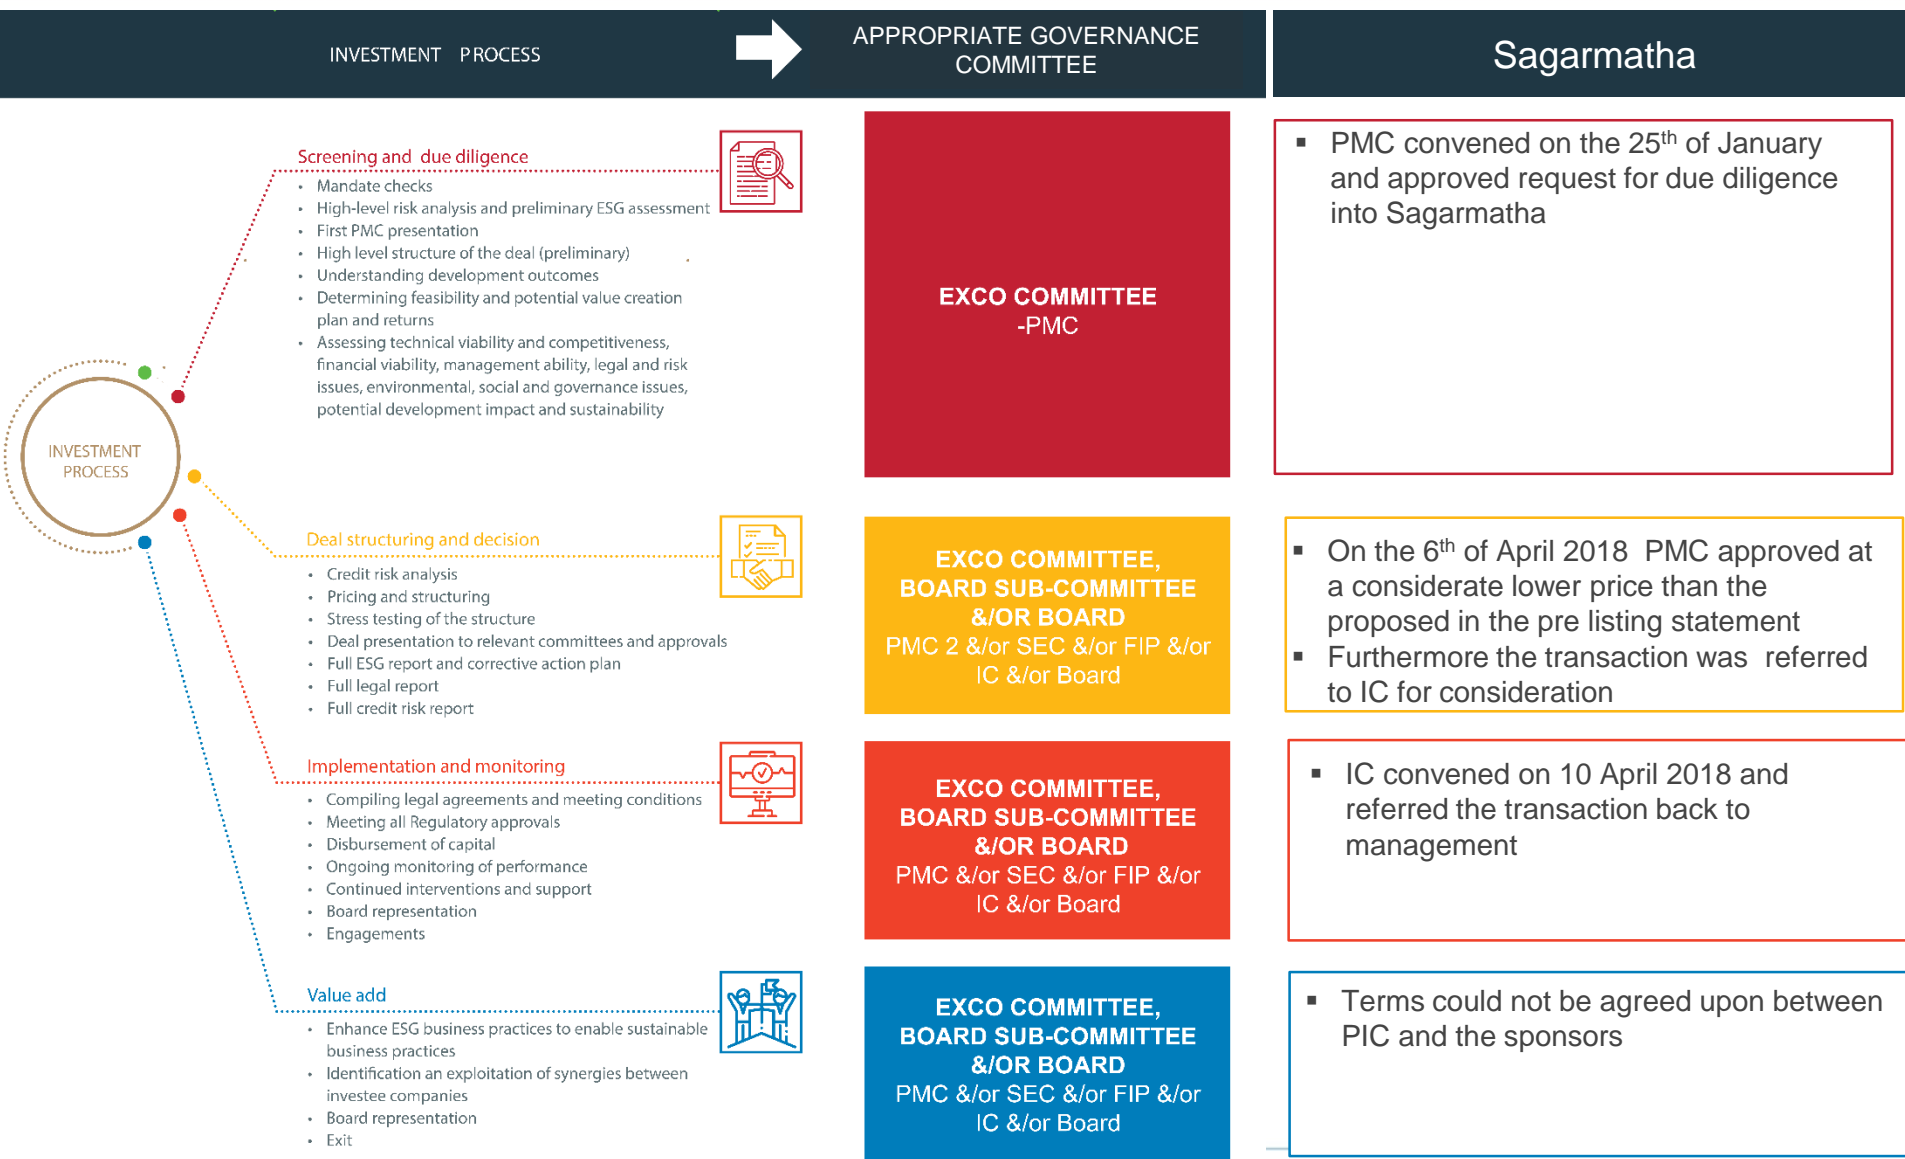 INVESTMENT PROCESS
APPROPRIATE GOVERNANCE
COMMITTEE
Sagarmatha
INVESTMENT
PROCESS
Screening and due diligence
• Mandate checks
• High-level risk analysis and preliminary ESG assessment
• First PMC presentation
• High level structure of the deal (preliminary)
• Understanding development outcomes
• Determining feasibility and potential value creation
plan and returns
• Assessing technical viability and competitiveness,
financial viability, management ability, legal and risk
issues, environmental, social and governance issues,
potential development impact and sustainability
EXCO COMMITTEE
-PMC
▪ PMC convened on the 25th of January
and approved request for due diligence
into Sagarmatha
Deal structuring and decision
• Credit risk analysis
• Pricing and structuring
• Stress testing of the structure
• Deal presentation to relevant committees and approvals
• Full ESG report and corrective action plan
• Full legal report
• Full credit risk report
EXCO COMMITTEE,
BOARD SUB-COMMITTEE
&/OR BOARD
PMC 2 &/or SEC &/or FIP &/or
IC &/or Board
▪ On the 6th of April 2018 PMC approved at
a considerate lower price than the
proposed in the pre listing statement
▪ Furthermore the transaction was referred
to IC for consideration
Implementation and monitoring
• Compiling legal agreements and meeting conditions
• Meeting all Regulatory approvals
• Disbursement of capital
• Ongoing monitoring of performance
• Continued interventions and support
• Board representation
• Engagements
EXCO COMMITTEE,
BOARD SUB-COMMITTEE
&/OR BOARD
PMC &/or SEC &/or FIP &/or
IC &/or Board
▪ IC convened on 10 April 2018 and
referred the transaction back to
management
Value add
• Enhance ESG business practices to enable sustainable
business practices
• Identification an exploitation of synergies between
investee companies
• Board representation
• Exit
EXCO COMMITTEE,
BOARD SUB-COMMITTEE
&/OR BOARD
PMC &/or SEC &/or FIP &/or
IC &/or Board
▪ Terms could not be agreed upon between
PIC and the sponsors